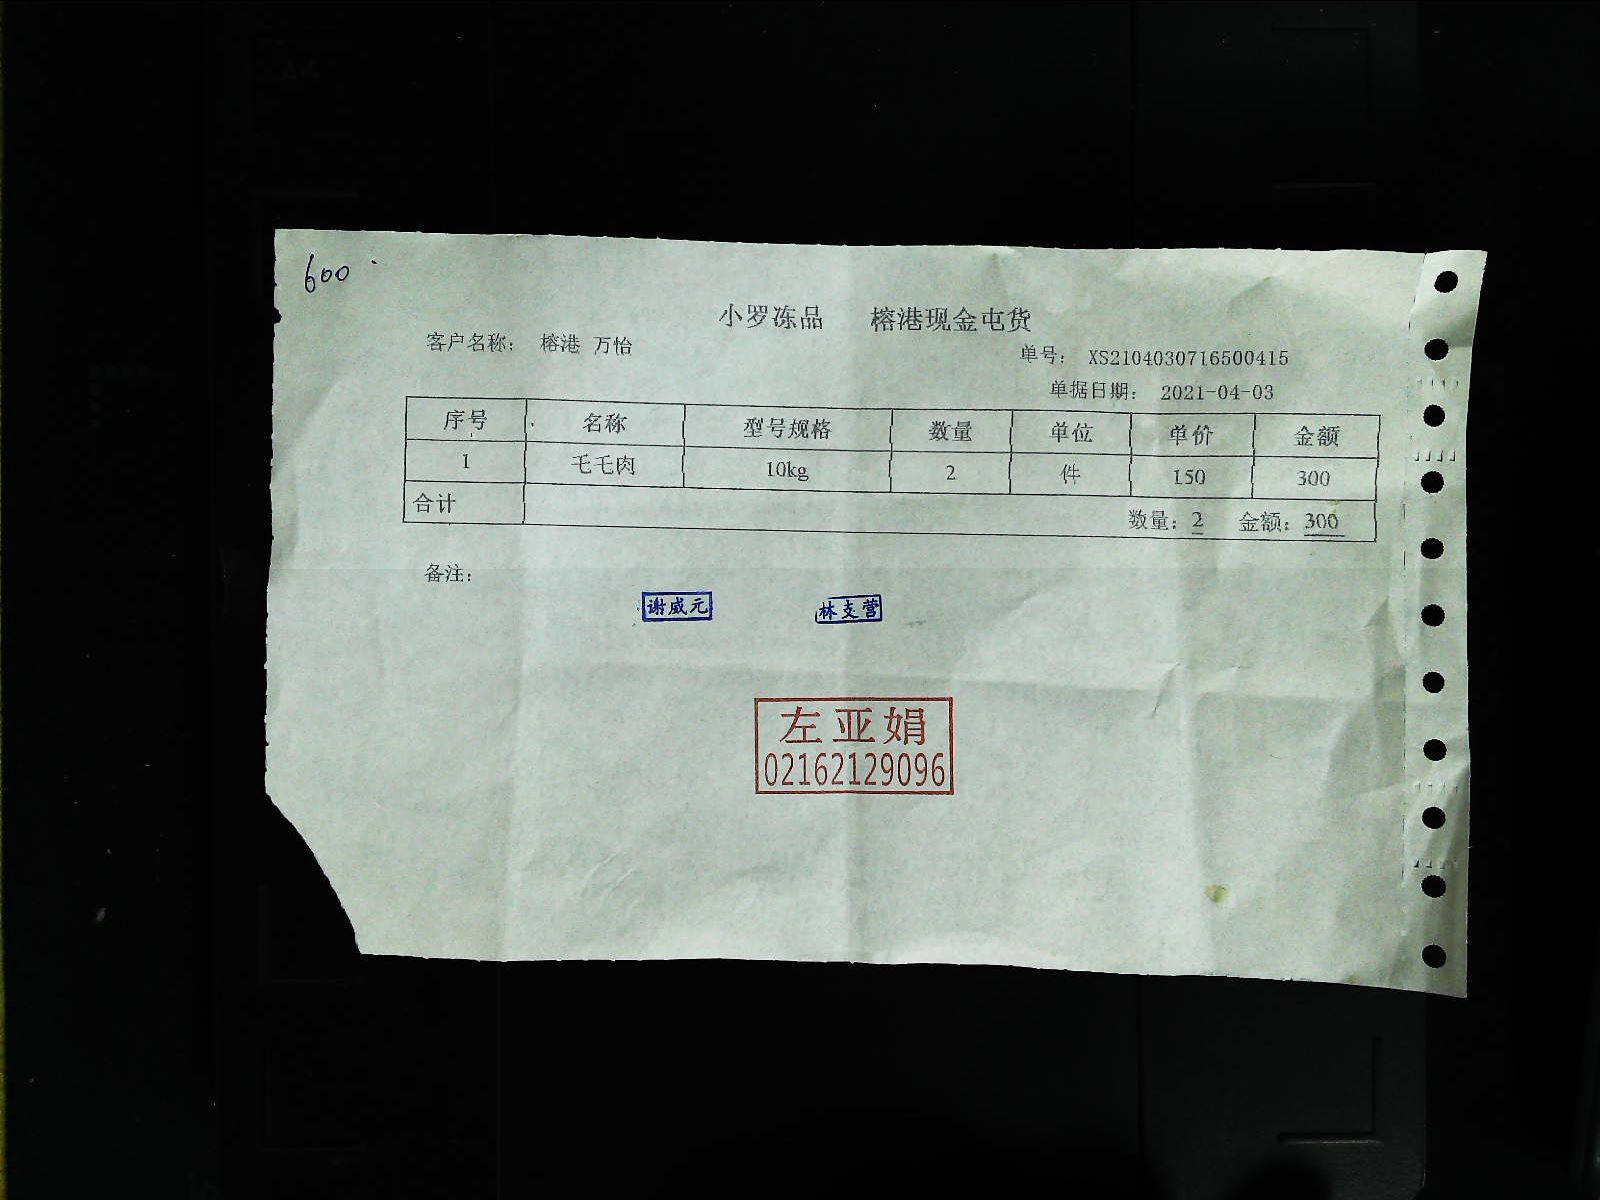 600
小罗冻品 榕港现金屯货
客户名称： 榕港 万怡
单号： XS2104030716500415
单据日期： 2021-04-03
序号 名称 型号规格 数量 单位 单价 金额
1 毛毛肉 10kg 2 件 150 300
合计 数量：2 金额：300
备注：
谢威元 林支营
左亚娟
02162129096